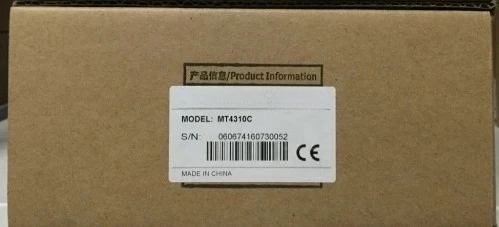 产品信息/Product Information
MODEL: MT4310C
S/N: 060674160730052
CE
MADE IN CHINA